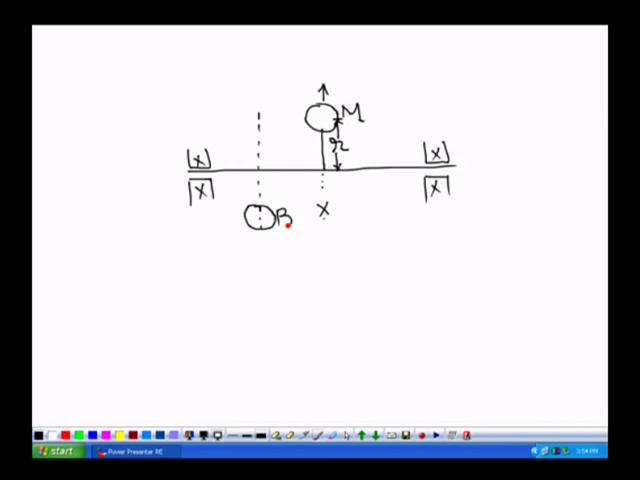 M
r
X X
X X
B X
start Power Presenter RE 3:54 PM